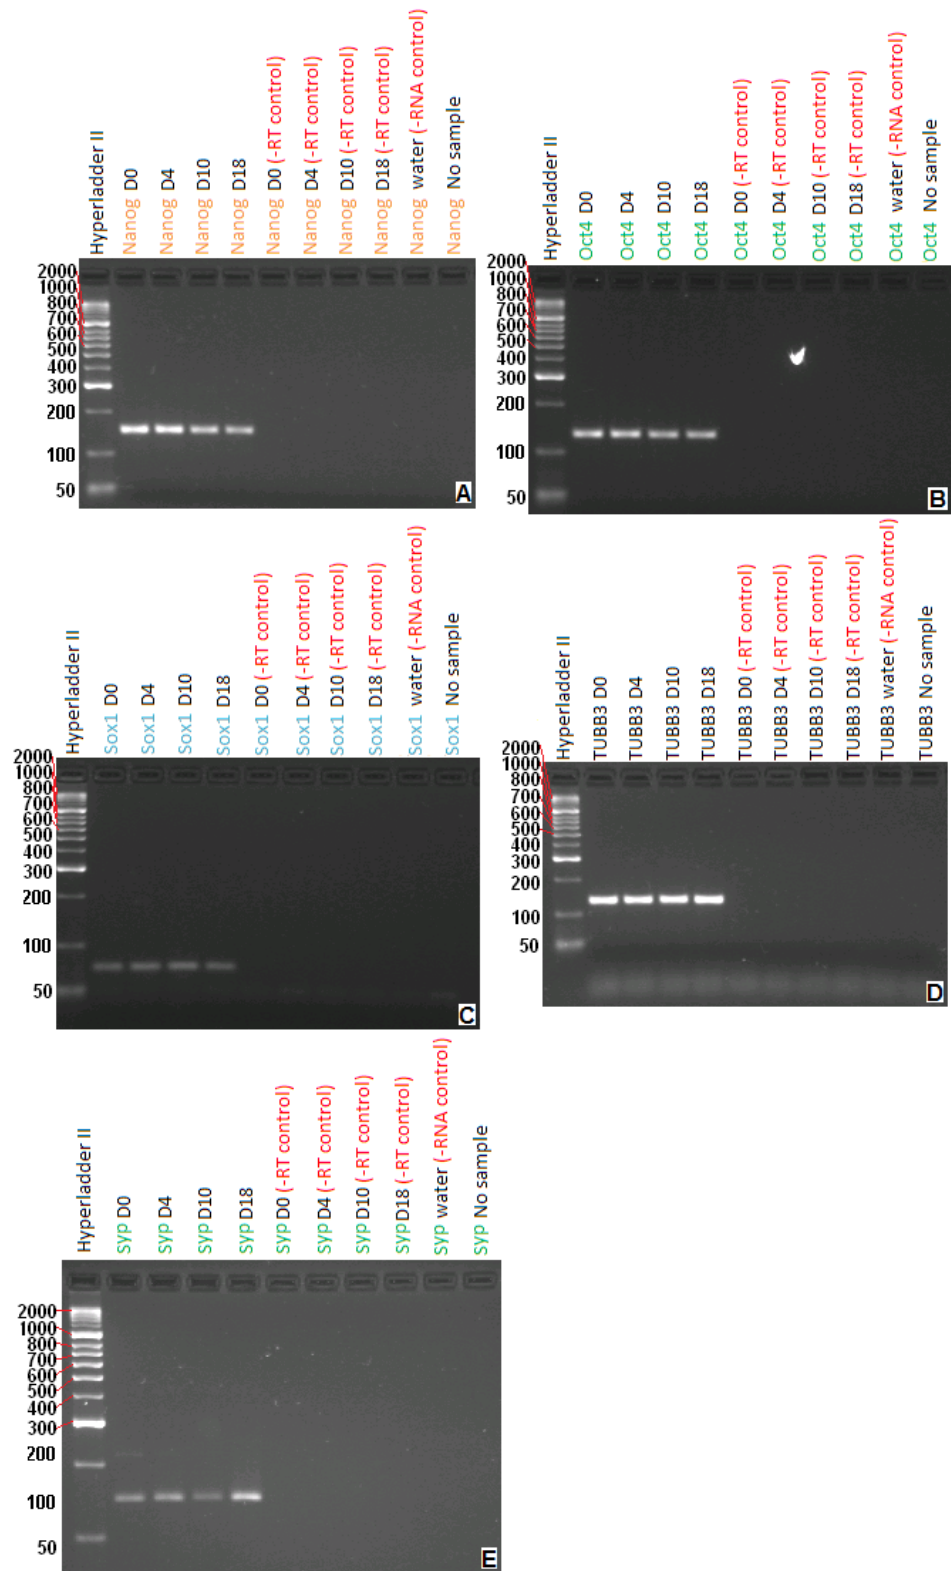 Hyperladder II
Nanog D0
Nanog D4
Nanog D10
Nanog D18
Nanog D0 (-RT control)
Nanog D4 (-RT control)
Nanog D10 (-RT control)
Nanog D18 (-RT control)
Nanog water (-RNA control)
Nanog No sample
2000
1000
800
700
600
500
400
300
200
100
50
A
Hyperladder II
Oct4 D0
Oct4 D4
Oct4 D10
Oct4 D18
Oct4 D0 (-RT control)
Oct4 D4 (-RT control)
Oct4 D10 (-RT control)
Oct4 D18 (-RT control)
Oct4 water (-RNA control)
Oct4 No sample
2000
1000
800
700
600
500
400
300
200
100
50
B
Hyperladder II
Sox1 D0
Sox1 D4
Sox1 D10
Sox1 D18
Sox1 D0 (-RT control)
Sox1 D4 (-RT control)
Sox1 D10 (-RT control)
Sox1 D18 (-RT control)
Sox1 water (-RNA control)
Sox1 No sample
2000
1000
800
700
600
500
400
300
200
100
50
C
Hyperladder II
TUBB3 D0
TUBB3 D4
TUBB3 D10
TUBB3 D18
TUBB3 D0 (-RT control)
TUBB3 D4 (-RT control)
TUBB3 D10 (-RT control)
TUBB3 D18 (-RT control)
TUBB3 water (-RNA control)
TUBB3 No sample
2000
1000
800
700
600
500
400
300
200
100
50
D
Hyperladder II
syp D0
syp D4
syp D10
syp D18
syp D0 (-RT control)
syp D4 (-RT control)
syp D10 (-RT control)
syp D18 (-RT control)
syp water (-RNA control)
syp No sample
2000
1000
800
700
600
500
400
300
200
100
50
E